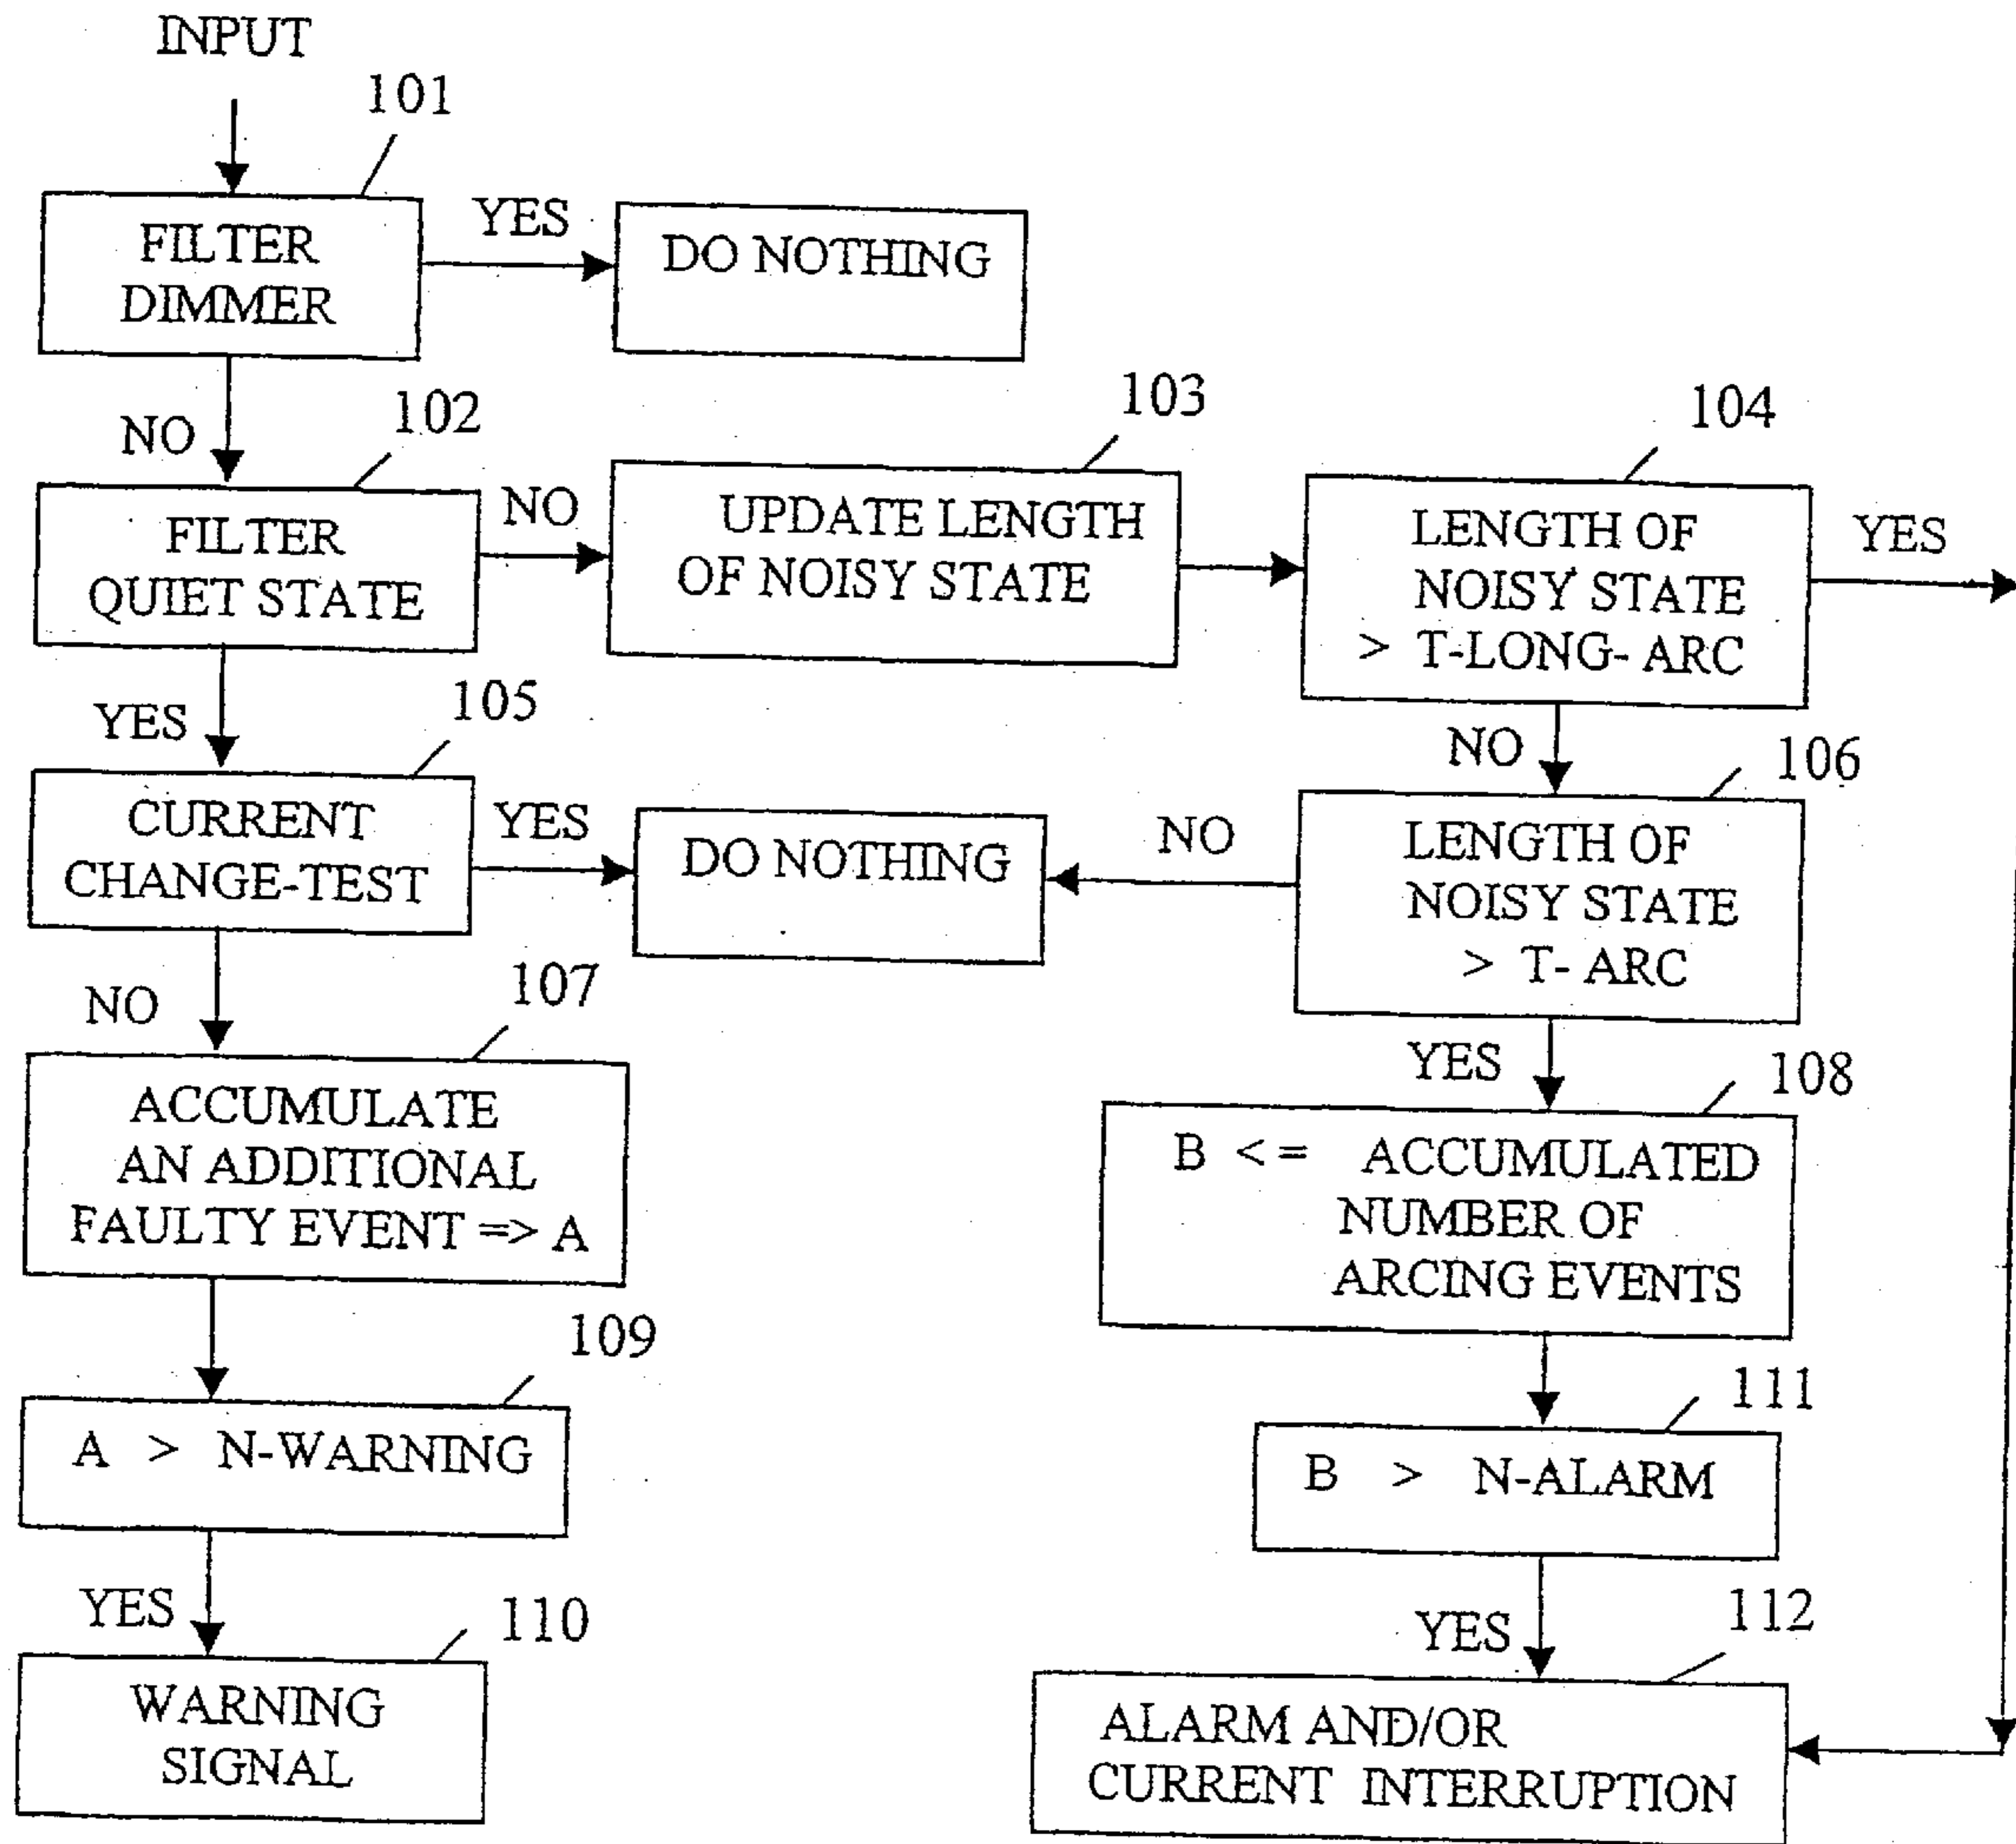 INPUT
101
FILTER
DIMMER
YES
DO NOTHING
NO
102
FILTER
QUIET STATE
NO
103
UPDATE LENGTH
OF NOISY STATE
104
LENGTH OF
NOISY STATE
> T-LONG- ARC
YES
YES
105
CURRENT
CHANGE-TEST
YES
DO NOTHING
NO
NO
106
LENGTH OF
NOISY STATE
> T- ARC
NO
107
ACCUMULATE
AN ADDITIONAL
FAULTY EVENT => A
YES
108
B <= ACCUMULATED
NUMBER OF
ARCING EVENTS
109
A > N-WARNING
111
B > N-ALARM
YES
110
WARNING
SIGNAL
YES
112
ALARM AND/OR
CURRENT INTERRUPTION